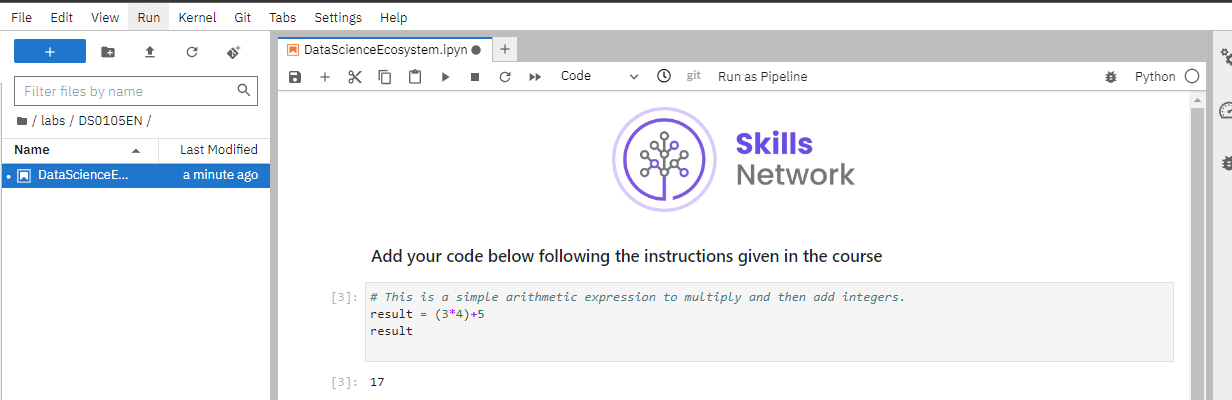 File Edit View Run Kernel Git Tabs Settings Help
+
Filter files by name
/ labs / DS0105EN /
Name Last Modified
DataScienceE... a minute ago
DataScienceEcosystem.ipyn
Code git Run as Pipeline Python
Skills
Network
Add your code below following the instructions given in the course
[3]: # This is a simple arithmetic expression to multiply and then add integers.
result = (3*4)+5
result
[3]: 17